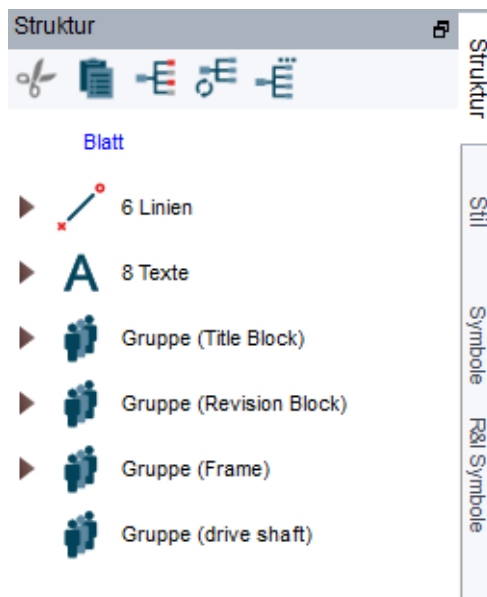 Struktur
Blatt
6 Linien
8 Texte
Gruppe (Title Block)
Gruppe (Revision Block)
Gruppe (Frame)
Gruppe (drive shaft)
Struktur
Stil
Symbole
R&I Symbole